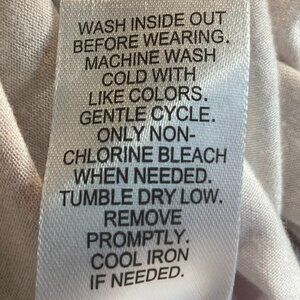 WASH INSIDE OUT
BEFORE WEARING.
MACHINE WASH
COLD WITH
LIKE COLORS.
GENTLE CYCLE.
ONLY NON-
CHLORINE BLEACH
WHEN NEEDED.
TUMBLE DRY LOW.
REMOVE
PROMPTLY.
COOL IRON
IF NEEDED.